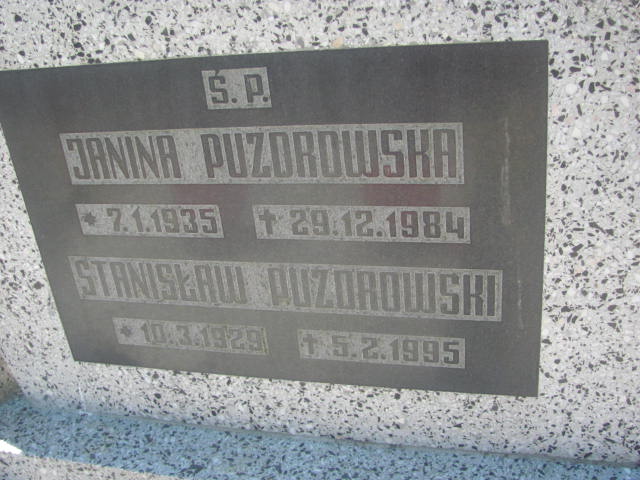 Ś. P.
JANINA PUZDROWSKA
* 7.1.1935 † 29.12.1984
STANISŁAW PUZDROWSKI
* 10.3.1929 † 5.2.1995